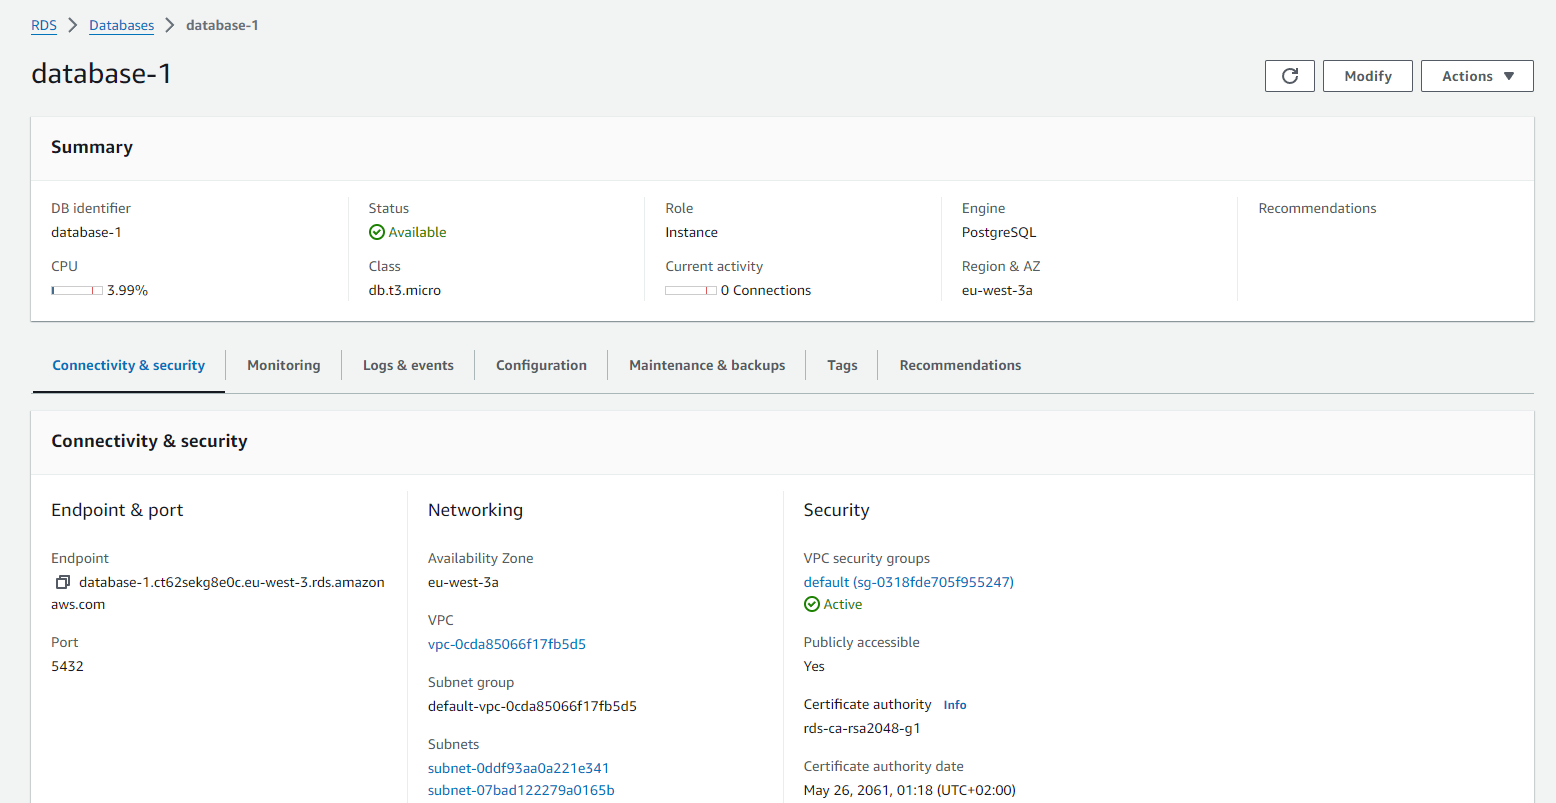 RDS > Databases > database-1
database-1
Modify
Actions
Summary
DB identifier
database-1
Status
Available
Role
Instance
Engine
PostgreSQL
Recommendations
CPU
3.99%
Class
db.t3.micro
Current activity
0 Connections
Region & AZ
eu-west-3a
Connectivity & security
Monitoring
Logs & events
Configuration
Maintenance & backups
Tags
Recommendations
Connectivity & security
Endpoint & port
Endpoint
database-1.ct62sekg8e0c.eu-west-3.rds.amazon
aws.com
Port
5432
Networking
Availability Zone
eu-west-3a
VPC
vpc-0cda85066f17fb5d5
Subnet group
default-vpc-0cda85066f17fb5d5
Subnets
subnet-0ddf93aa0a221e341
subnet-07bad122279a0165b
Security
VPC security groups
default (sg-0318fde705f955247)
Active
Publicly accessible
Yes
Certificate authority Info
rds-ca-rsa2048-g1
Certificate authority date
May 26, 2061, 01:18 (UTC+02:00)